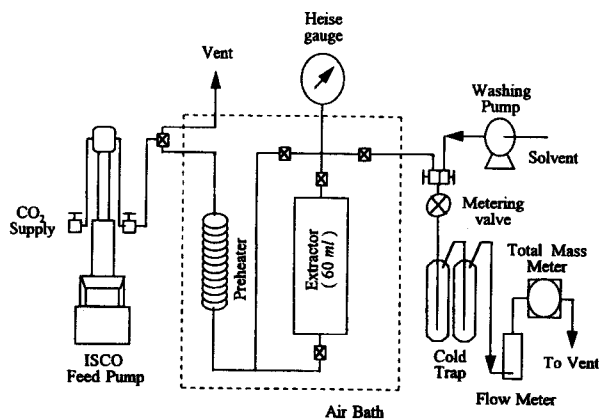 Heise
gauge
Vent
Washing
Pump
Solvent
CO2
Supply
Metering
valve
Preheater
Extractor
(60 ml)
Total Mass
Meter
ISCO
Feed Pump
Cold
Trap
To Vent
Flow Meter
Air Bath